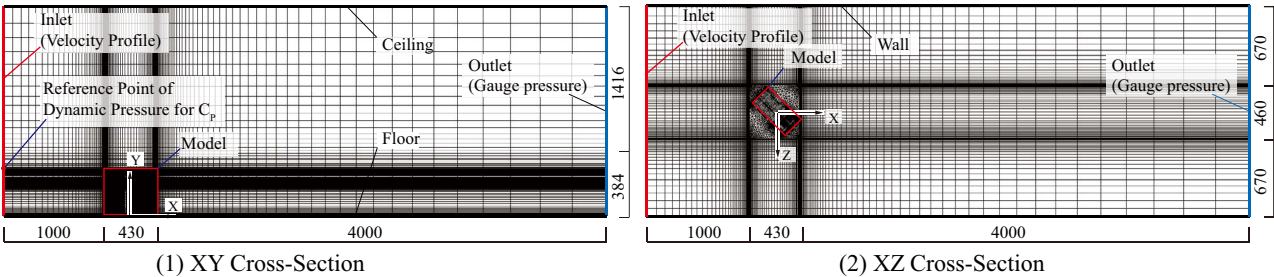 Inlet
(Velocity Profile)
Ceiling
Outlet
(Gauge pressure)
Reference Point of
Dynamic Pressure for CP
Model
Floor
Y
X
1416
384
1000
430
4000
(1) XY Cross-Section
Inlet
(Velocity Profile)
Wall
Model
Outlet
(Gauge pressure)
X
Z
670
460
670
1000
430
4000
(2) XZ Cross-Section